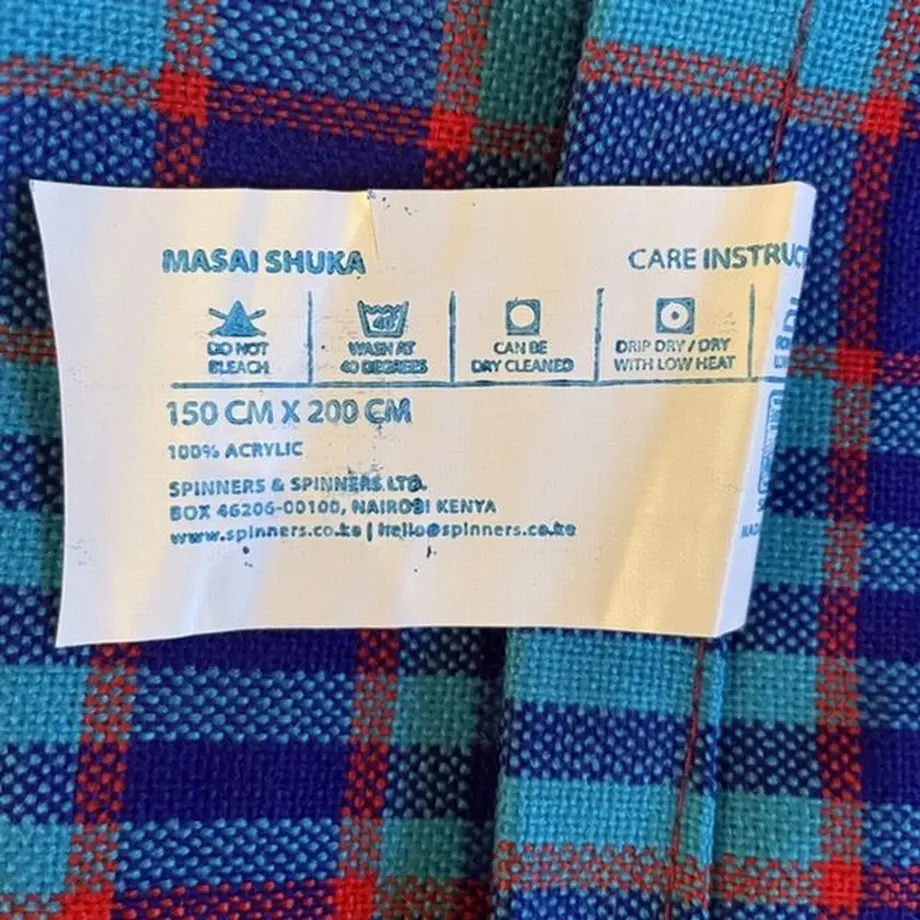 MASAI SHUKA
CARE
DO NOT
BLEACH
40
WASH AT
40 DEGREES
CAN BE
DRY CLEANED
DRIP DRY / DRY
WITH LOW HEAT
150 CM X 200 CM
100% ACRYLIC
SPINNERS & SPINNERS LTD.
BOX 46206-00100, NAIROBI KENYA
www.spinners.co.ke | hello@spinners.co.ke